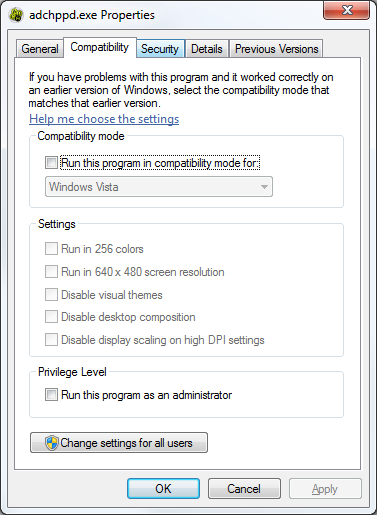 adchppd.exe Properties
General Compatibility Security Details Previous Versions
If you have problems with this program and it worked correctly on
an earlier version of Windows, select the compatibility mode that
matches that earlier version.
Help me choose the settings
Compatibility mode
Run this program in compatibility mode for:
Windows Vista
Settings
Run in 256 colors
Run in 640 x 480 screen resolution
Disable visual themes
Disable desktop composition
Disable display scaling on high DPI settings
Privilege Level
Run this program as an administrator
Change settings for all users
OK Cancel Apply